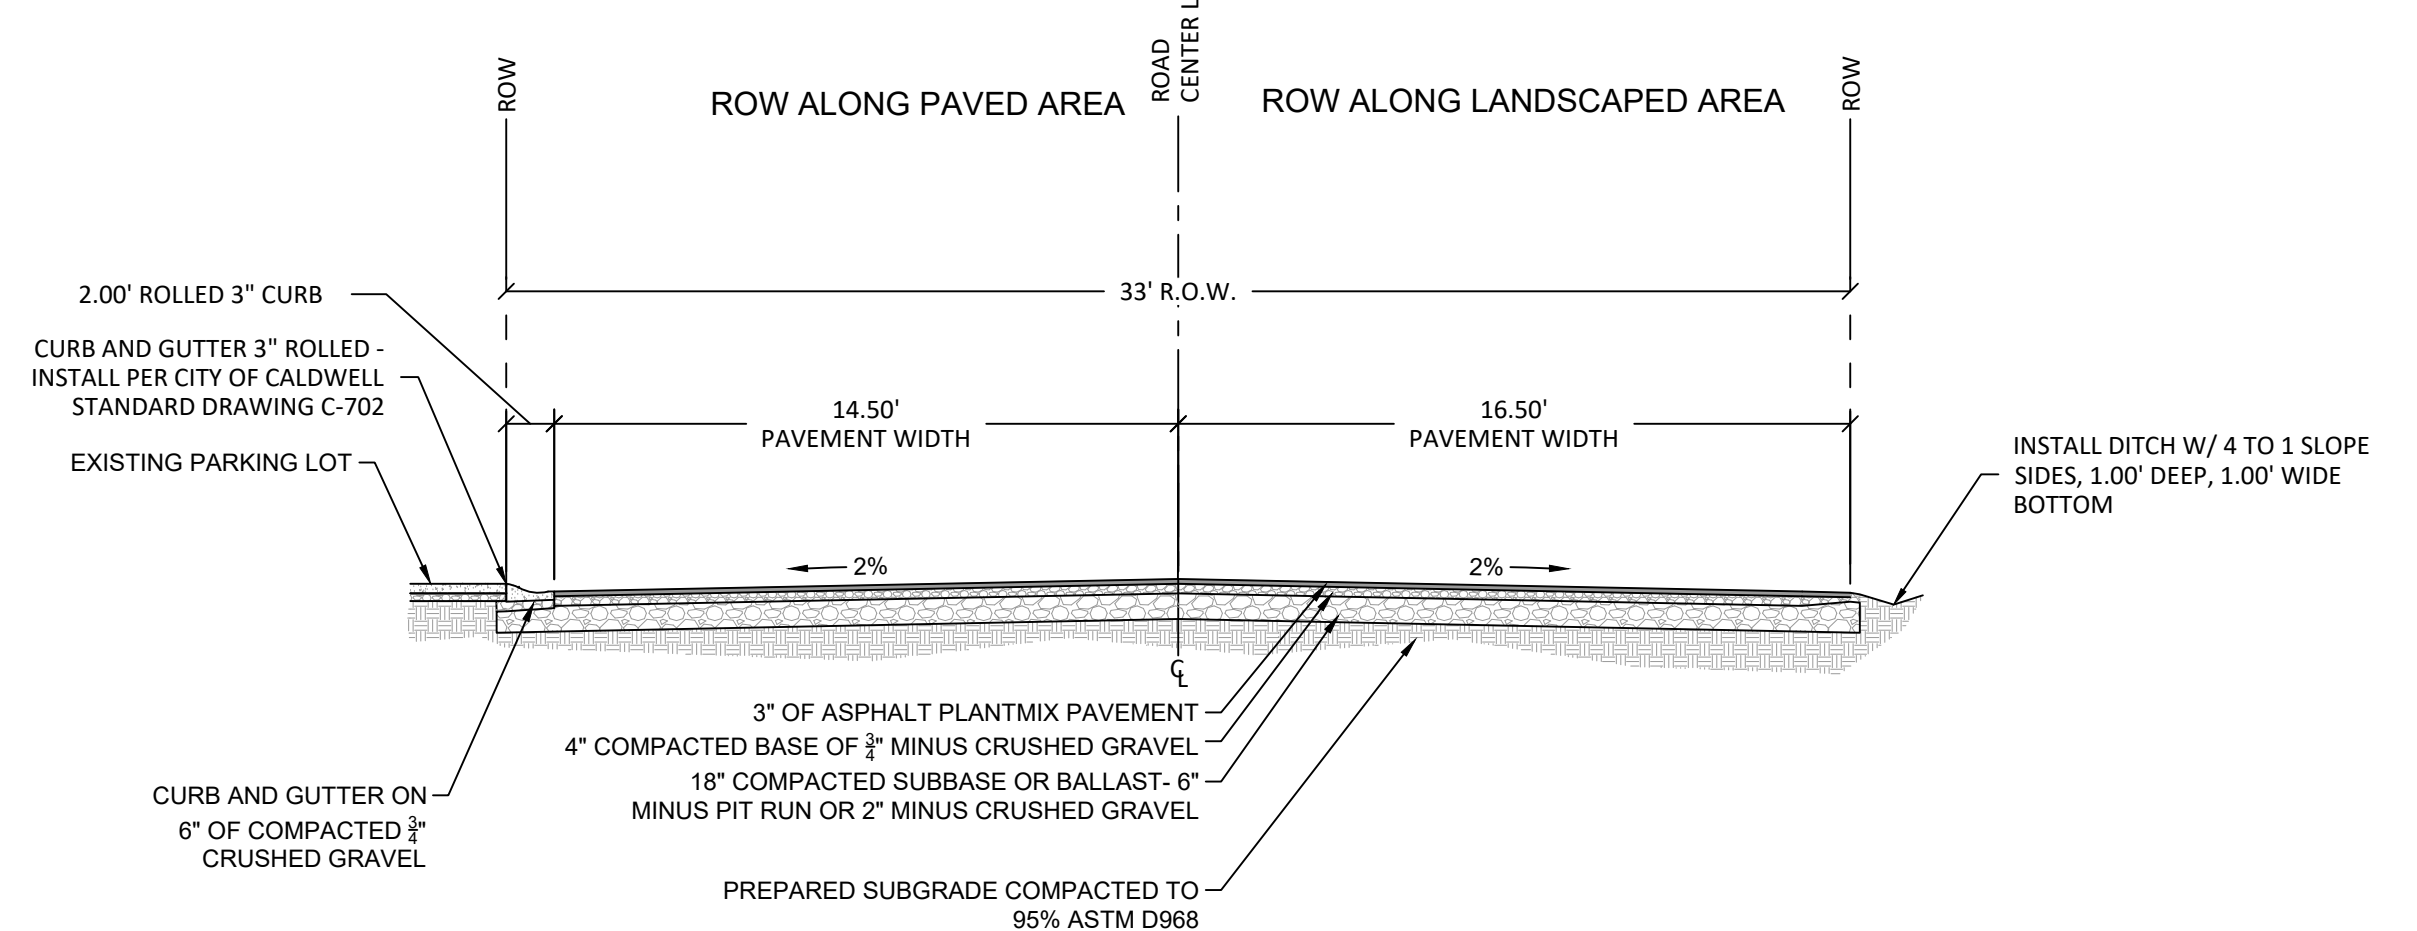 ROW
ROW ALONG PAVED AREA
ROAD
CENTER L
ROW ALONG LANDSCAPED AREA
ROW
2.00' ROLLED 3" CURB
33' R.O.W.
CURB AND GUTTER 3" ROLLED -
INSTALL PER CITY OF CALDWELL
STANDARD DRAWING C-702
14.50'
PAVEMENT WIDTH
16.50'
PAVEMENT WIDTH
EXISTING PARKING LOT
INSTALL DITCH W/ 4 TO 1 SLOPE
SIDES, 1.00' DEEP, 1.00' WIDE
BOTTOM
2%
2%
℄
3" OF ASPHALT PLANTMIX PAVEMENT
4" COMPACTED BASE OF 3/4" MINUS CRUSHED GRAVEL
18" COMPACTED SUBBASE OR BALLAST- 6"
MINUS PIT RUN OR 2" MINUS CRUSHED GRAVEL
CURB AND GUTTER ON
6" OF COMPACTED 3/4"
CRUSHED GRAVEL
PREPARED SUBGRADE COMPACTED TO
95% ASTM D968